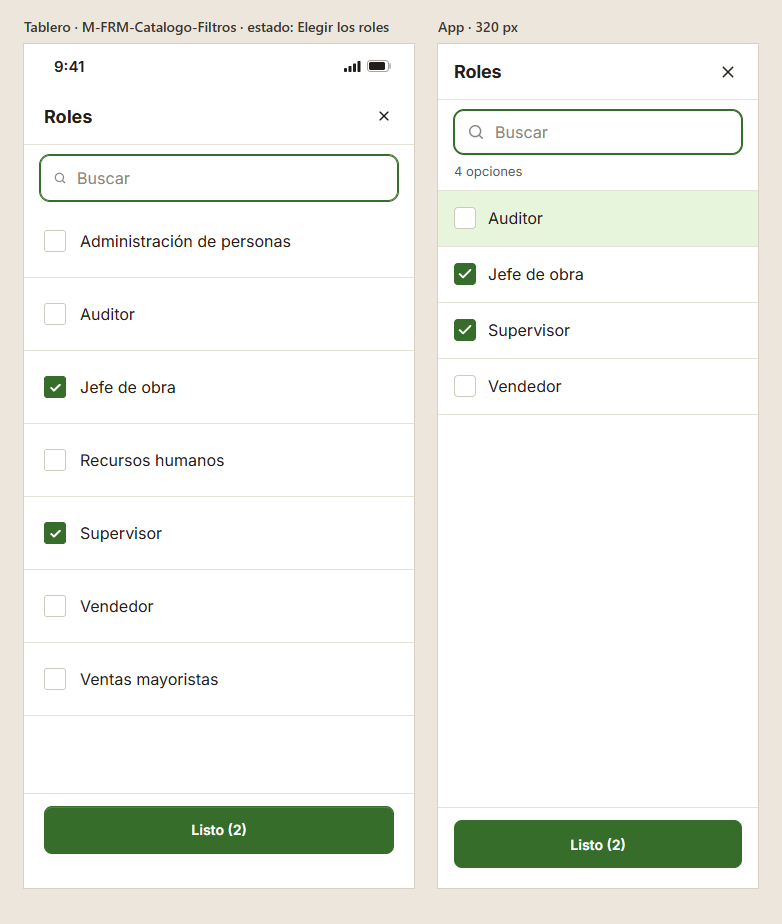 Tablero · M-FRM-Catalogo-Filtros · estado: Elegir los roles
9:41
Roles
Buscar
Administración de personas
Auditor
Jefe de obra
Recursos humanos
Supervisor
Vendedor
Ventas mayoristas
Listo (2)
App · 320 px
Roles
Buscar
4 opciones
Auditor
Jefe de obra
Supervisor
Vendedor
Listo (2)